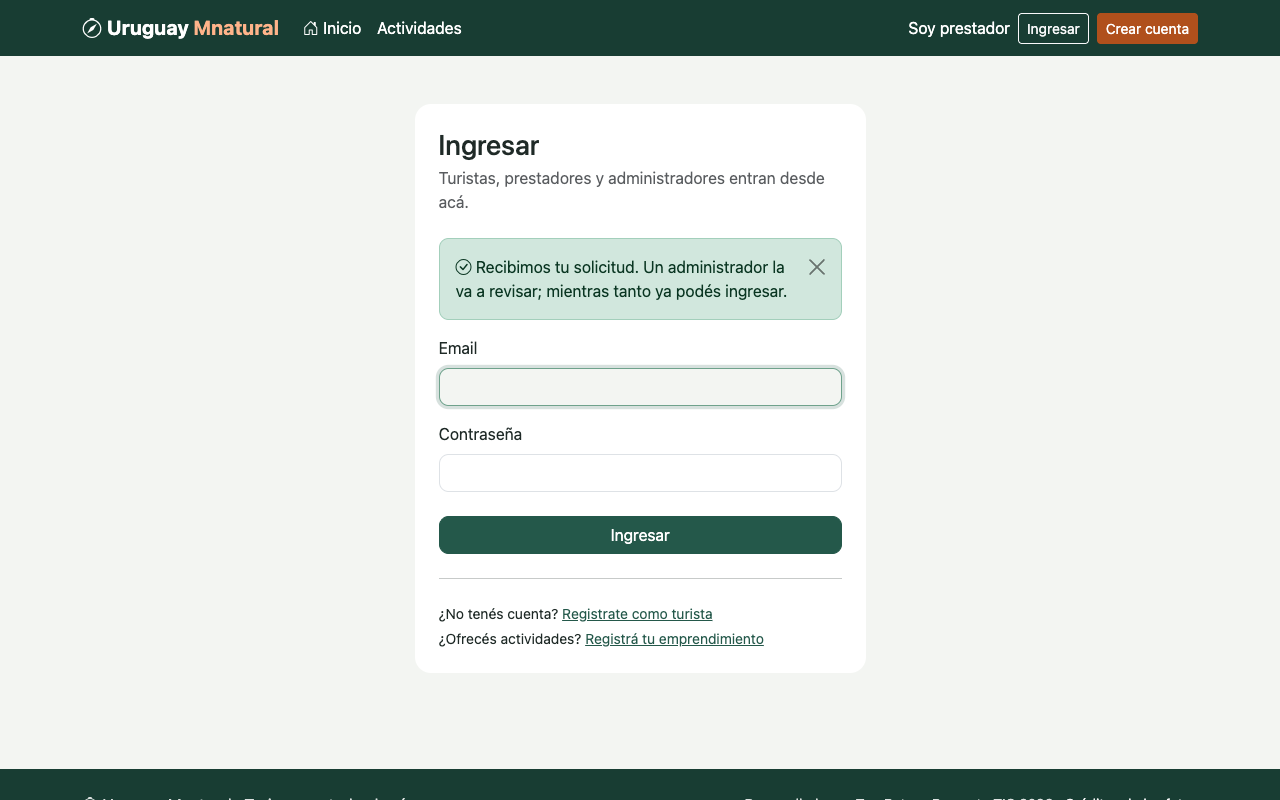 Uruguay Mnatural
Inicio
Actividades
Soy prestador
Ingresar
Crear cuenta
Ingresar
Turistas, prestadores y administradores entran desde
acá.
Recibimos tu solicitud. Un administrador la
va a revisar; mientras tanto ya podés ingresar.
Email
Contraseña
Ingresar
¿No tenés cuenta? Registrate como turista
¿Ofrecés actividades? Registrá tu emprendimiento